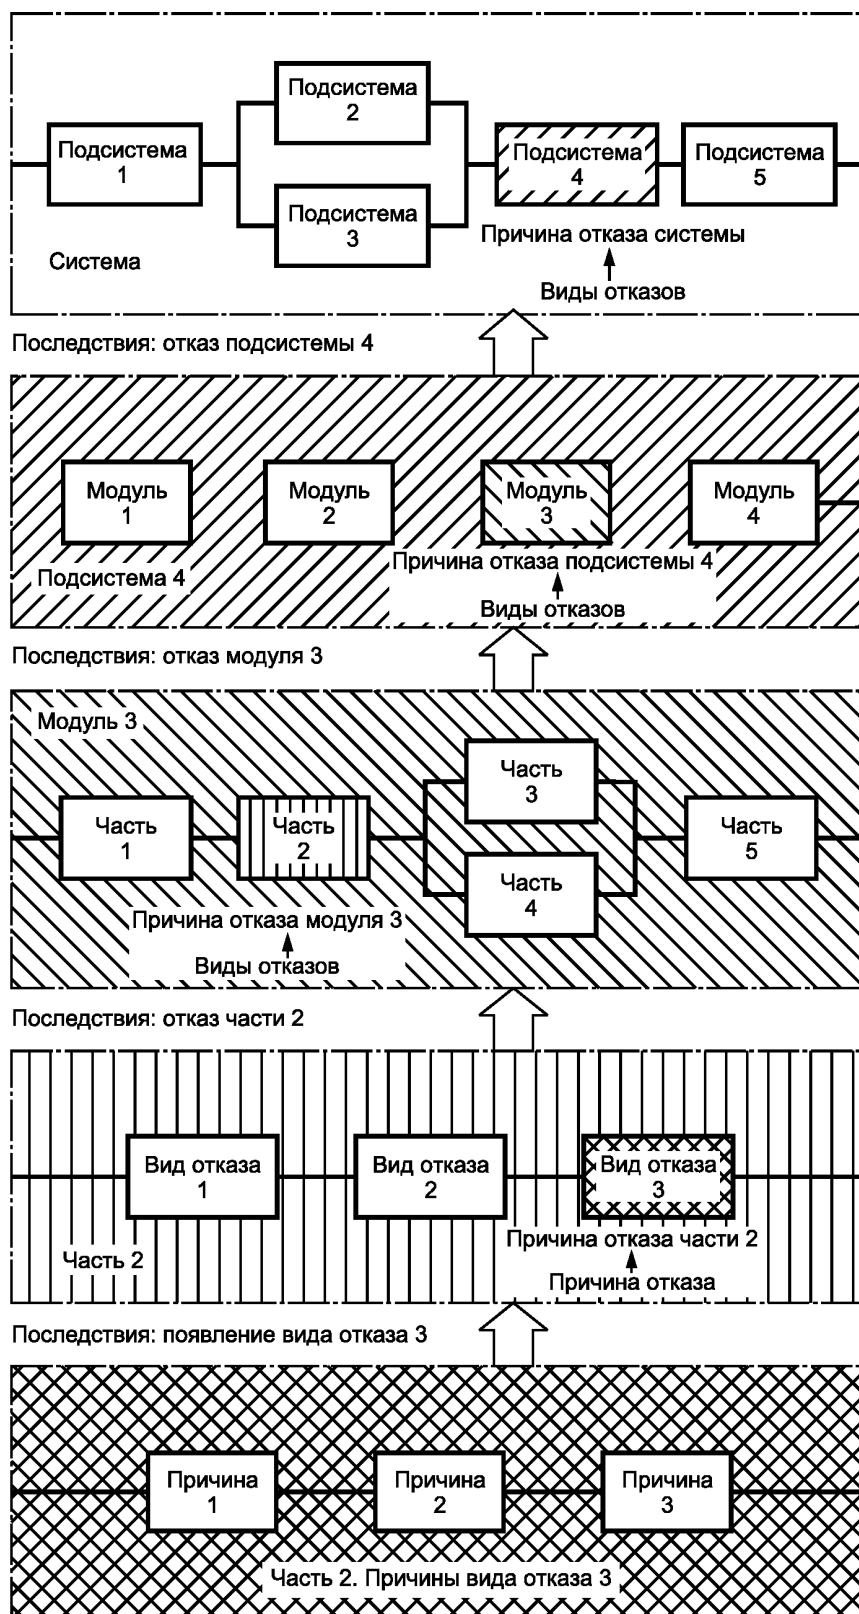 Подсистема
2
Подсистема
1
Подсистема
4
Подсистема
5
Подсистема
3
Причина отказа системы
Система
Виды отказов
Последствия: отказ подсистемы 4
Модуль
1
Модуль
2
Модуль
3
Модуль
4
Причина отказа подсистемы 4
Подсистема 4
Виды отказов
Последствия: отказ модуля 3
Модуль 3
Часть
3
Часть
1
Часть
2
Часть
5
Часть
4
Причина отказа модуля 3
Виды отказов
Последствия: отказ части 2
Вид отказа
1
Вид отказа
2
Вид отказа
3
Причина отказа части 2
Часть 2
Причина отказа
Последствия: появление вида отказа 3
Причина
1
Причина
2
Причина
3
Часть 2. Причины вида отказа 3